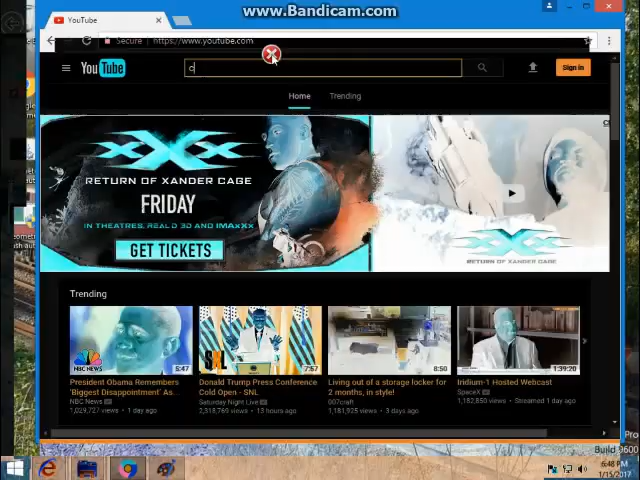 www.Bandicam.com
YouTube
Secure https://www.youtube.com
YouTube
c
Sign in
Home Trending
xXx
RETURN OF XANDER CAGE
FRIDAY
IN THEATRES, REAL D 3D AND IMAX
GET TICKETS
xXx
RETURN OF XANDER CAGE
Trending
NBC NEWS
5:47
SNL
7:57
8:50
1:39:20
President Obama Remembers
'Biggest Disappointment' As...
NBC News
1,029,727 views • 1 day ago
Donald Trump Press Conference
Cold Open - SNL
Saturday Night Live
2,318,769 views • 13 hours ago
Living out of a storage locker for
2 months, in style!
007craft
1,181,925 views • 3 days ago
Iridium-1 Hosted Webcast
SpaceX
1,182,850 views • Streamed 1 day ago
Pro
Build 9600
6:48 PM
1/15/2017